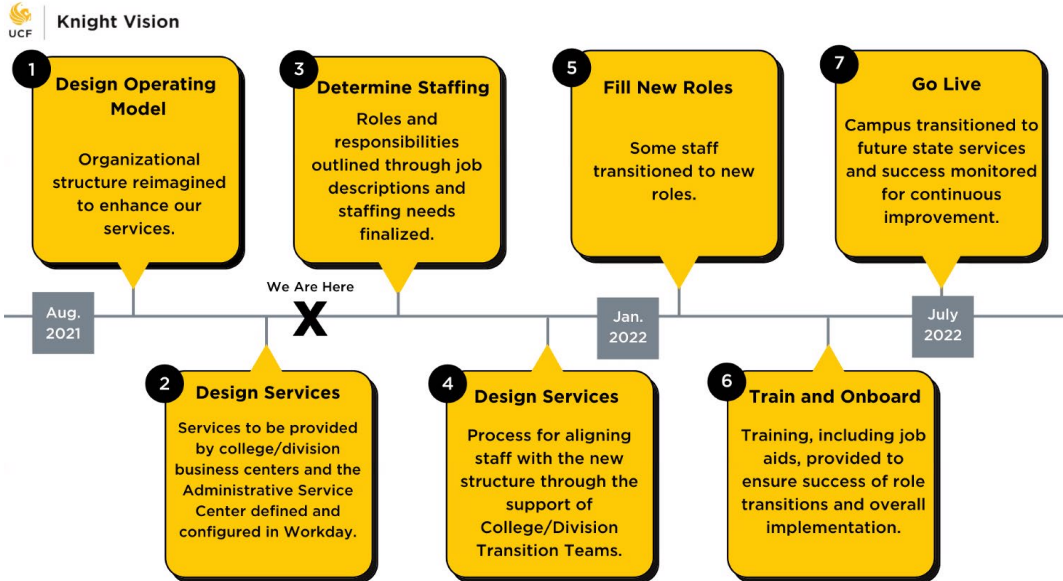 UCF
Knight Vision
1
Design Operating
Model
Organizational
structure reimagined
to enhance our
services.
3
Determine Staffing
Roles and
responsibilities
outlined through job
descriptions and
staffing needs
finalized.
5
Fill New Roles
Some staff
transitioned to new
roles.
7
Go Live
Campus transitioned to
future state services
and success monitored
for continuous
improvement.
We Are Here
X
Aug.
2021
Jan.
2022
July
2022
2
Design Services
Services to be provided
by college/division
business centers and the
Administrative Service
Center defined and
configured in Workday.
4
Design Services
Process for aligning
staff with the new
structure through the
support of
College/Division
Transition Teams.
6
Train and Onboard
Training, including job
aids, provided to
ensure success of role
transitions and overall
implementation.